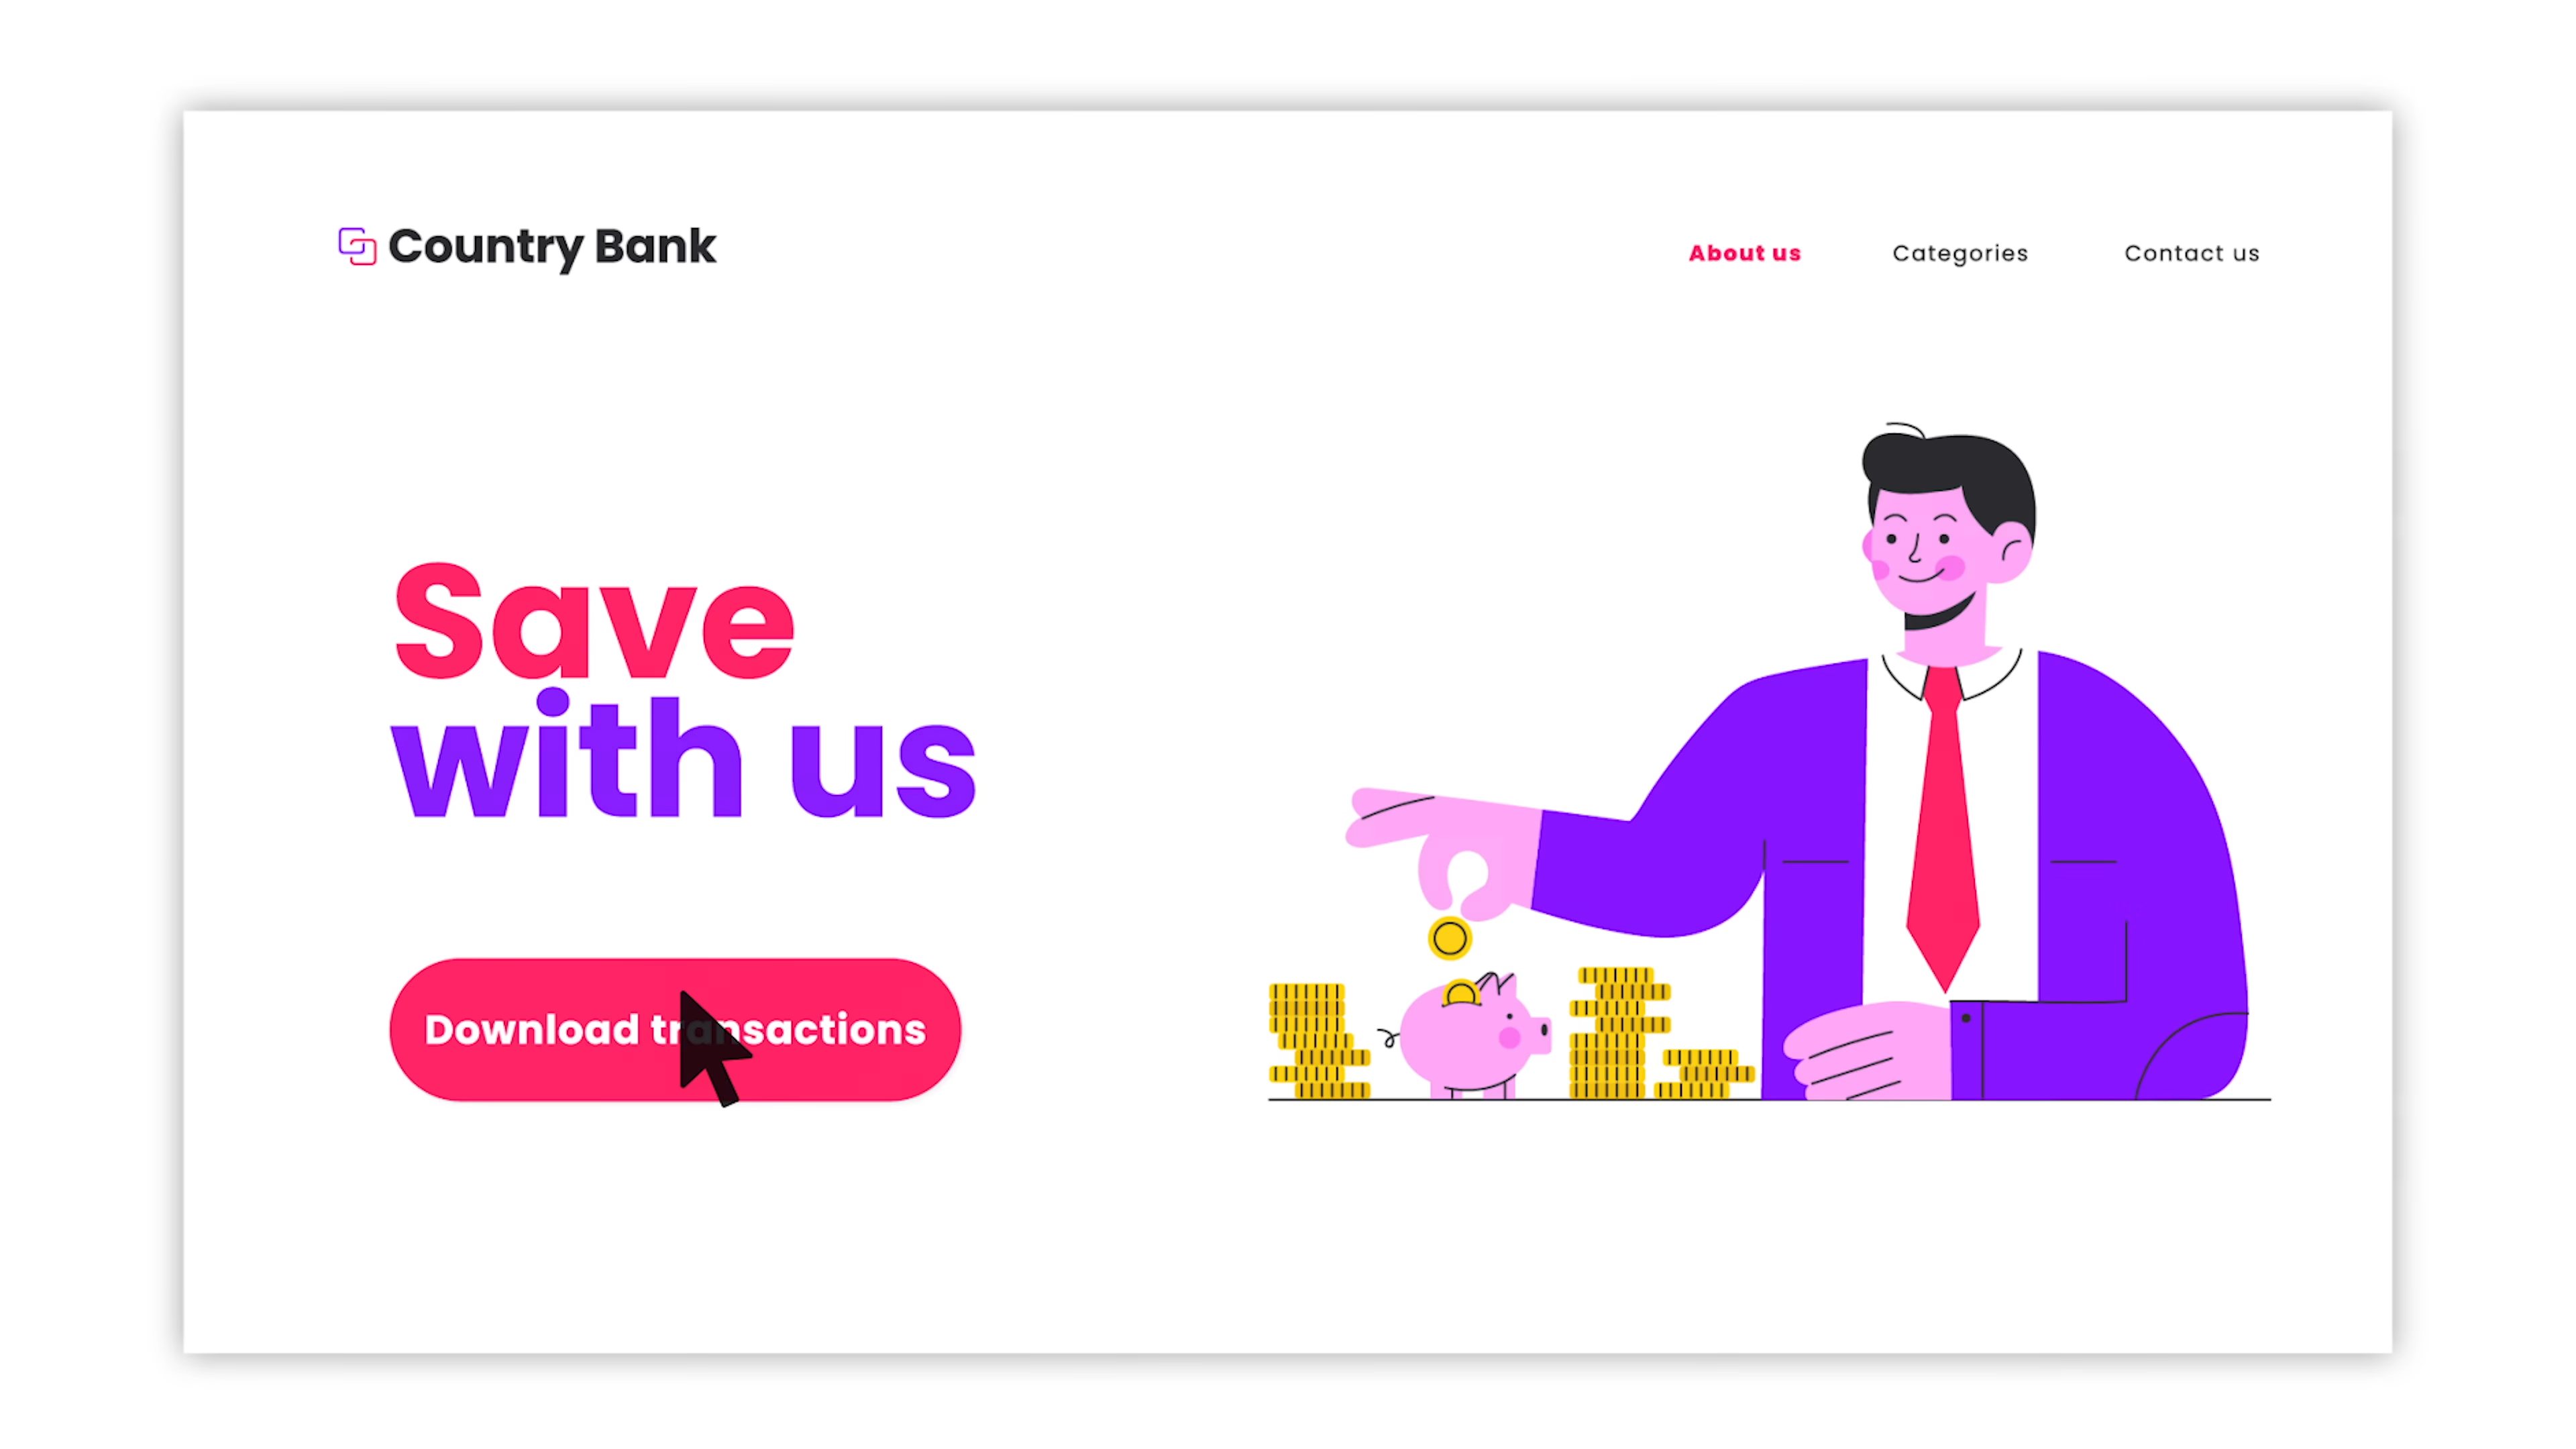 Country Bank
About us
Categories
Contact us
Save
with us
Download transactions